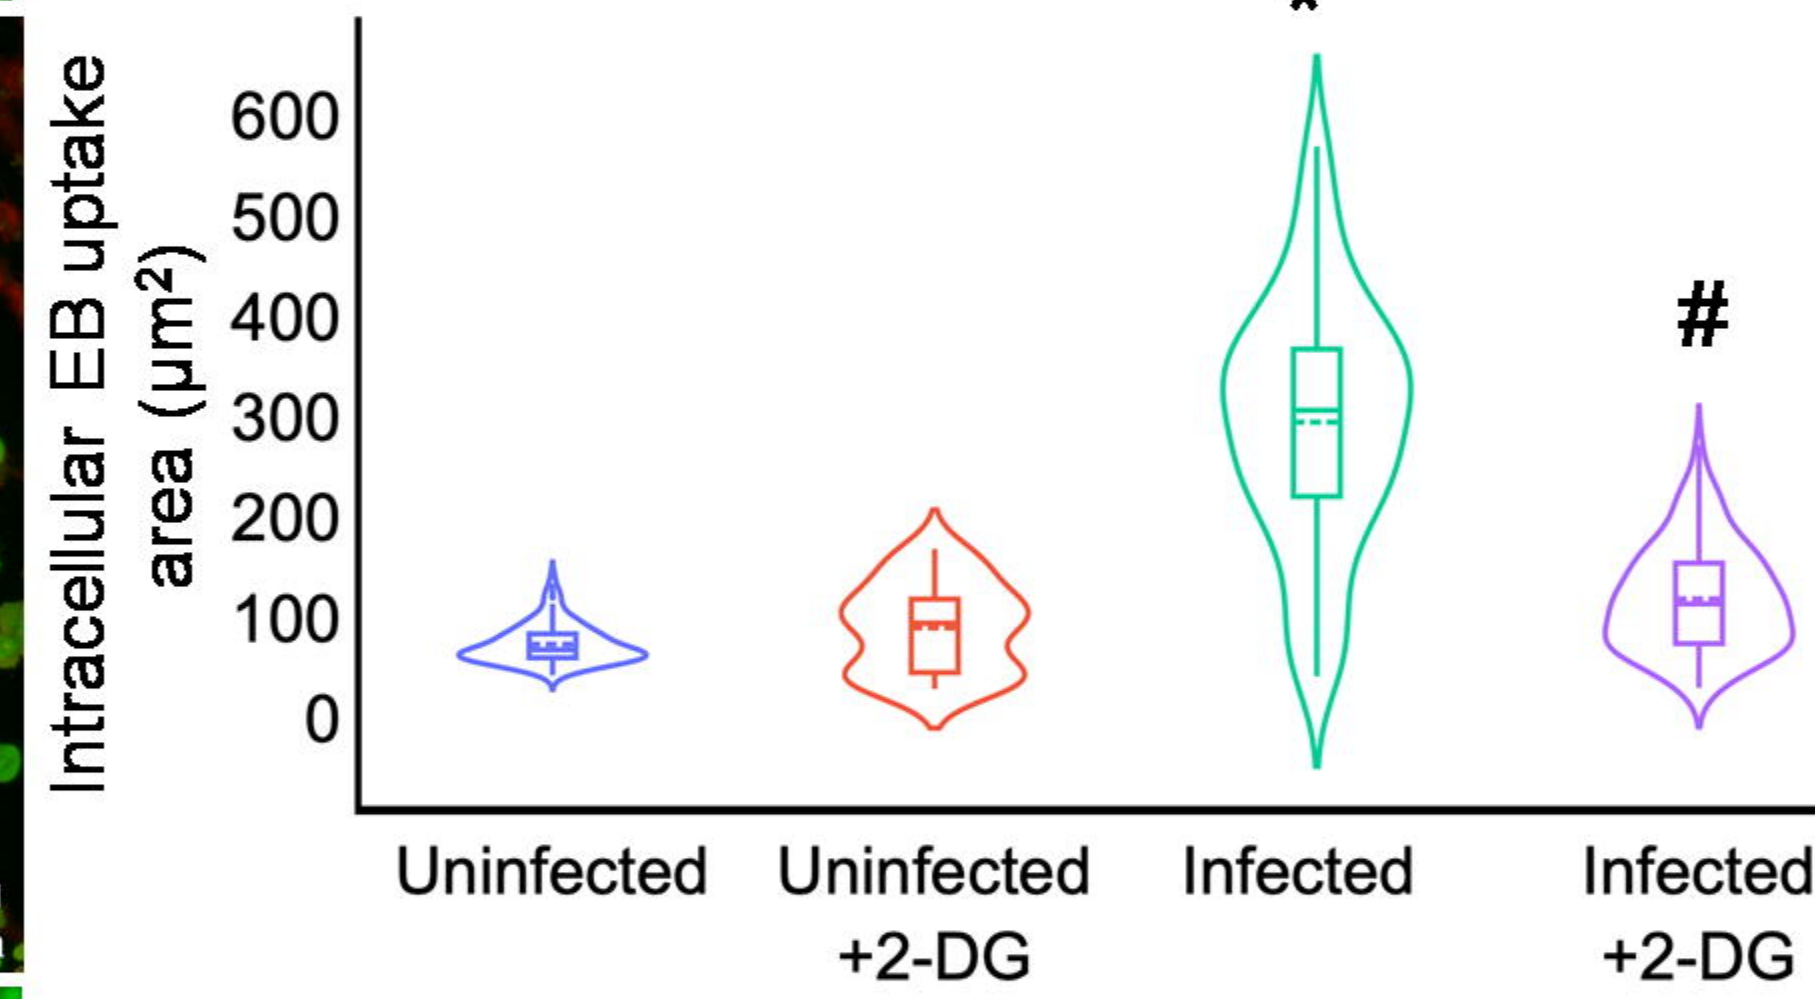 Intracellular EB uptake
area (µm²)
600
500
400
300
200
100
0
*
#
Uninfected
Uninfected
+2-DG
Infected
Infected
+2-DG